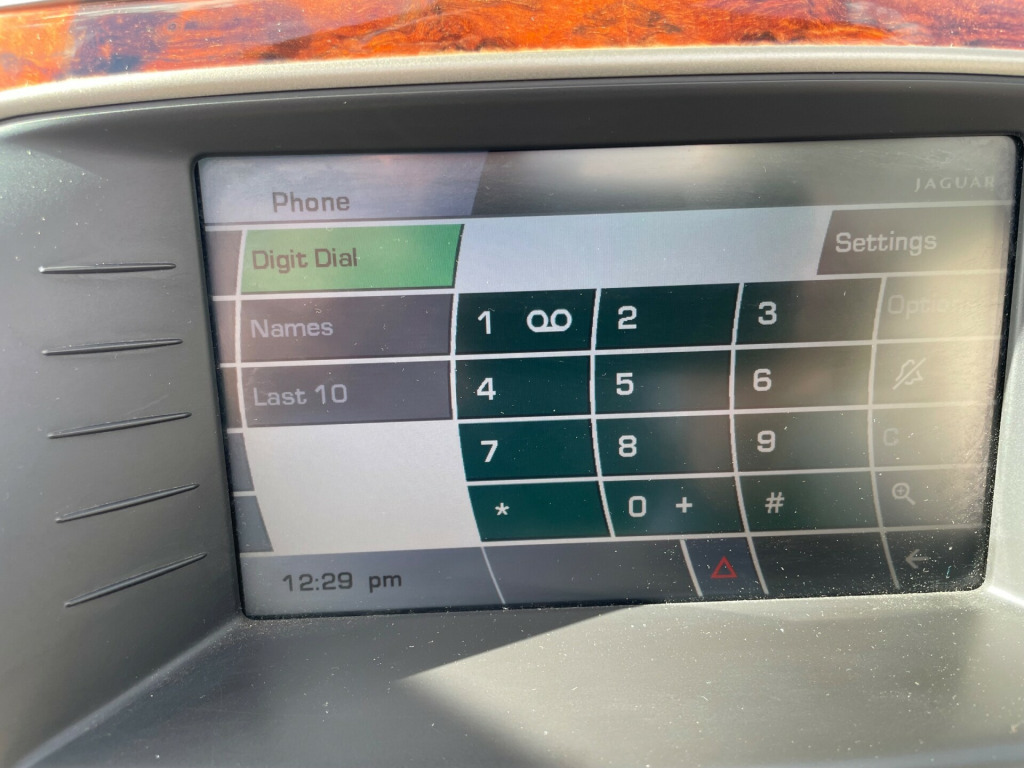 Phone
JAGUAR
Digit Dial
Settings
Names
1 2 3
Options
Last 10
4 5 6
7 8 9
C
* 0 + #
12:29 pm